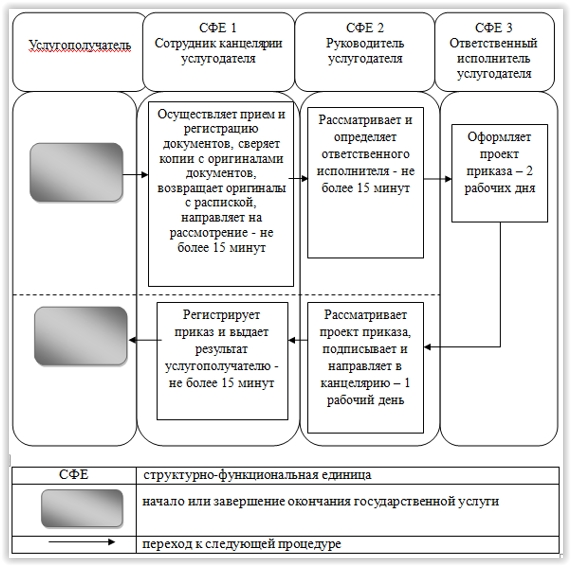 Услугополучатель
СФЕ 1
Сотрудник канцелярии
услугодателя
СФЕ 2
Руководитель
услугодателя
СФЕ 3
Ответственный
исполнитель
услугодателя
Осуществляет прием и
регистрацию
документов, сверяет
копии с оригиналами
документов,
возвращает оригиналы
с распиской,
направляет на
рассмотрение - не
более 15 минут
Рассматривает и
определяет
ответственного
исполнителя - не
более 15 минут
Оформляет
проект
приказа – 2
рабочих дня
Регистрирует
приказ и выдает
результат
услугополучателю -
не более 15 минут
Рассматривает
проект приказа,
подписывает и
направляет в
канцелярию – 1
рабочий день
СФЕ
структурно-функциональная единица
начало или завершение окончания государственной услуги
переход к следующей процедуре